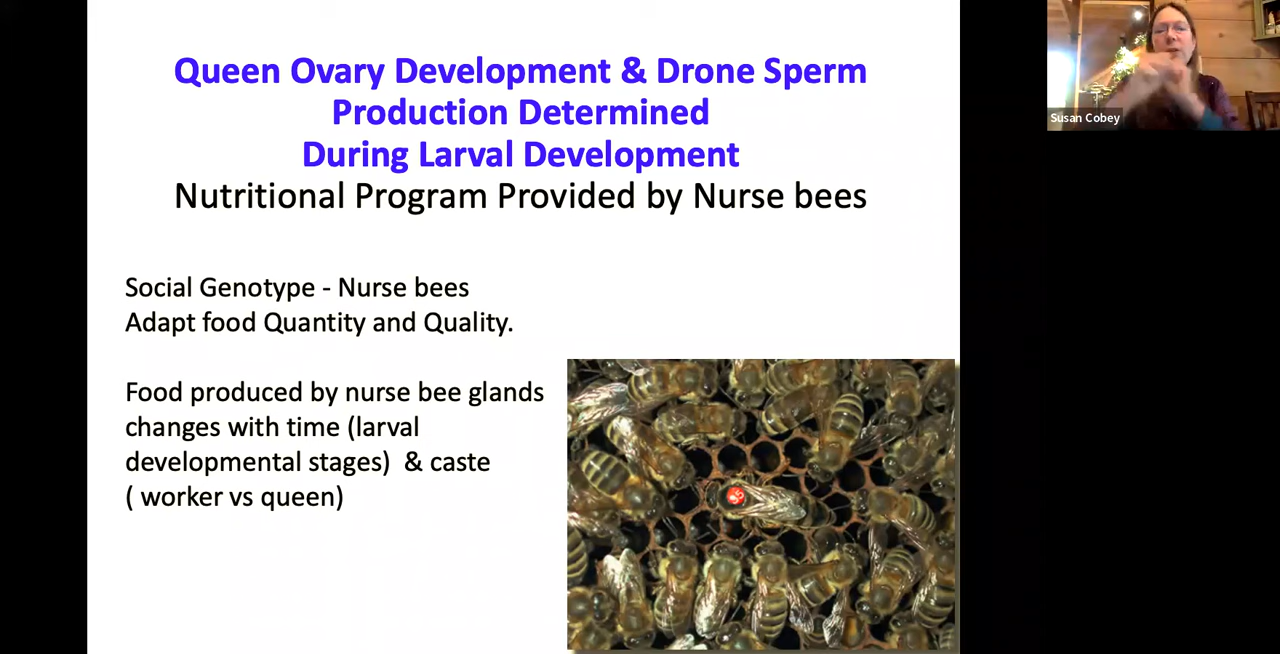 Queen Ovary Development & Drone Sperm
Production Determined
During Larval Development
Nutritional Program Provided by Nurse bees
Social Genotype - Nurse bees
Adapt food Quantity and Quality.
Food produced by nurse bee glands
changes with time (larval
developmental stages)  & caste
( worker vs queen)
Susan Cobey